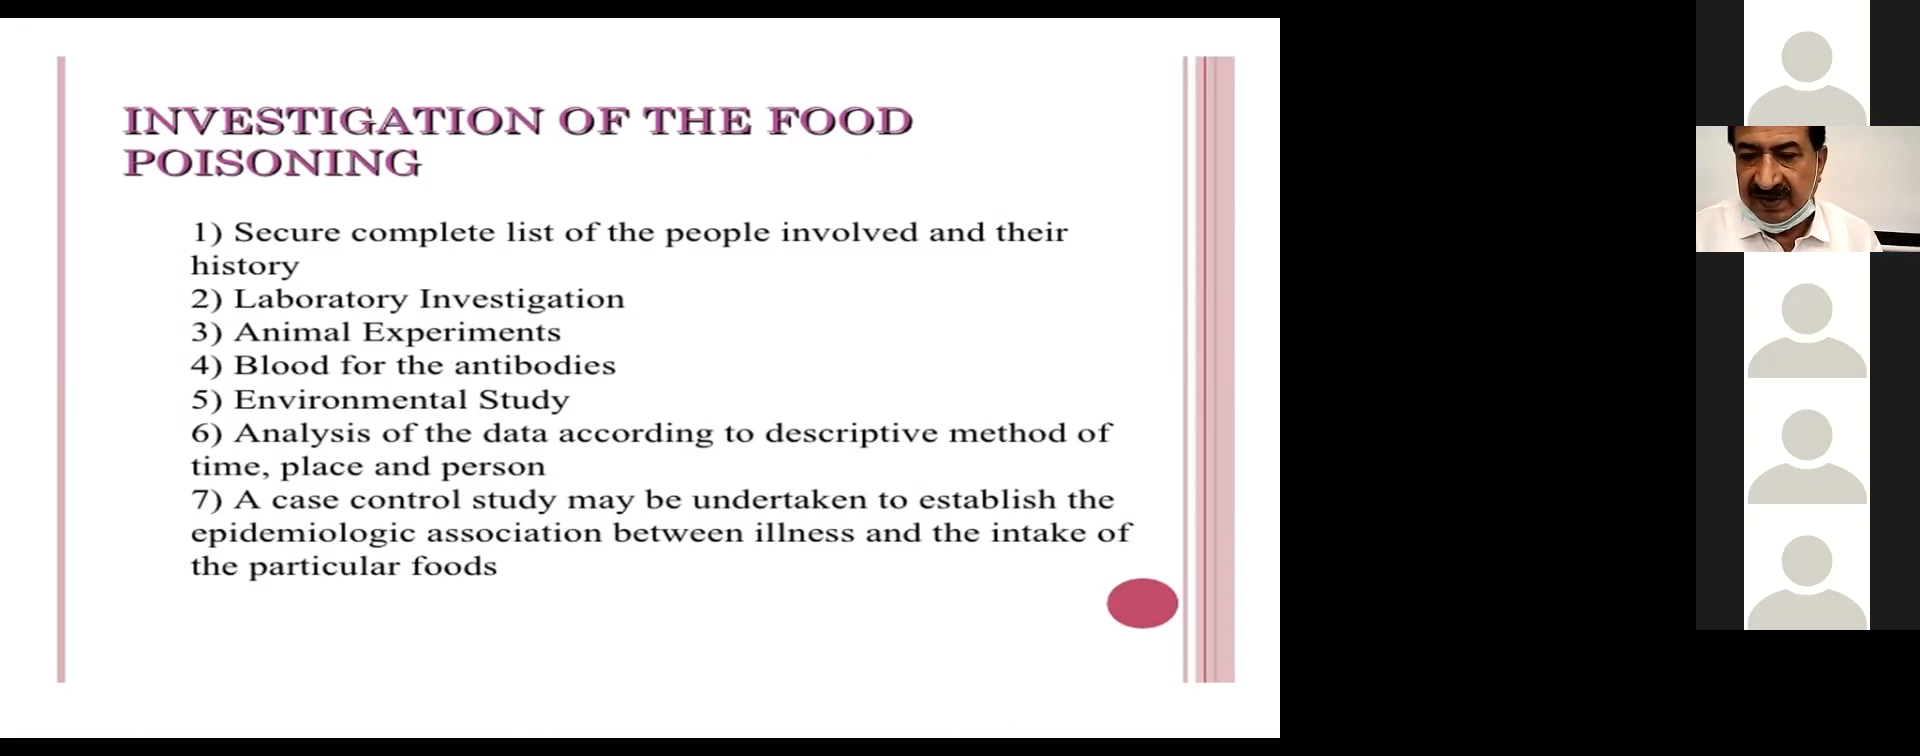 INVESTIGATION OF THE FOOD
POISONING
1) Secure complete list of the people involved and their
history
2) Laboratory Investigation
3) Animal Experiments
4) Blood for the antibodies
5) Environmental Study
6) Analysis of the data according to descriptive method of
time, place and person
7) A case control study may be undertaken to establish the
epidemiologic association between illness and the intake of
the particular foods